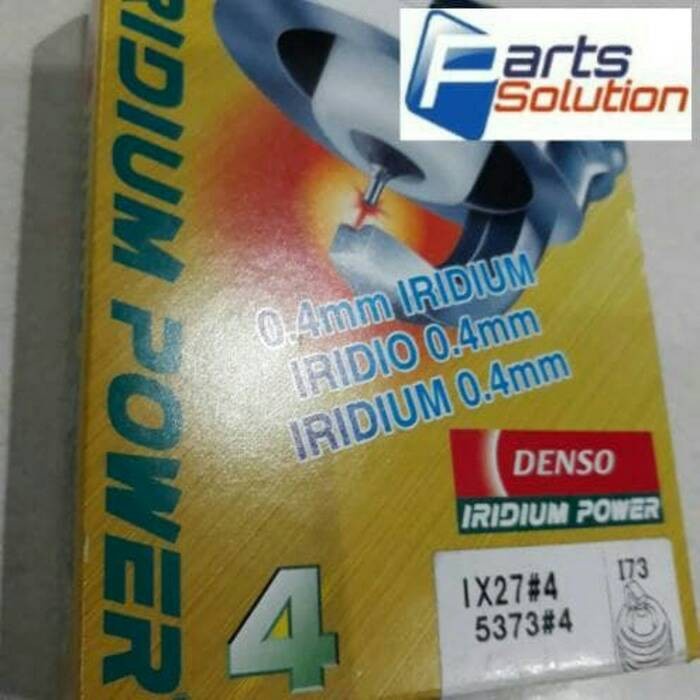 Parts
Solution
IRIDIUM POWER
0.4mm IRIDIUM
IRIDIO 0.4mm
IRIDIUM 0.4mm
DENSO
IRIDIUM POWER
IX27#4
5373#4
I73
4